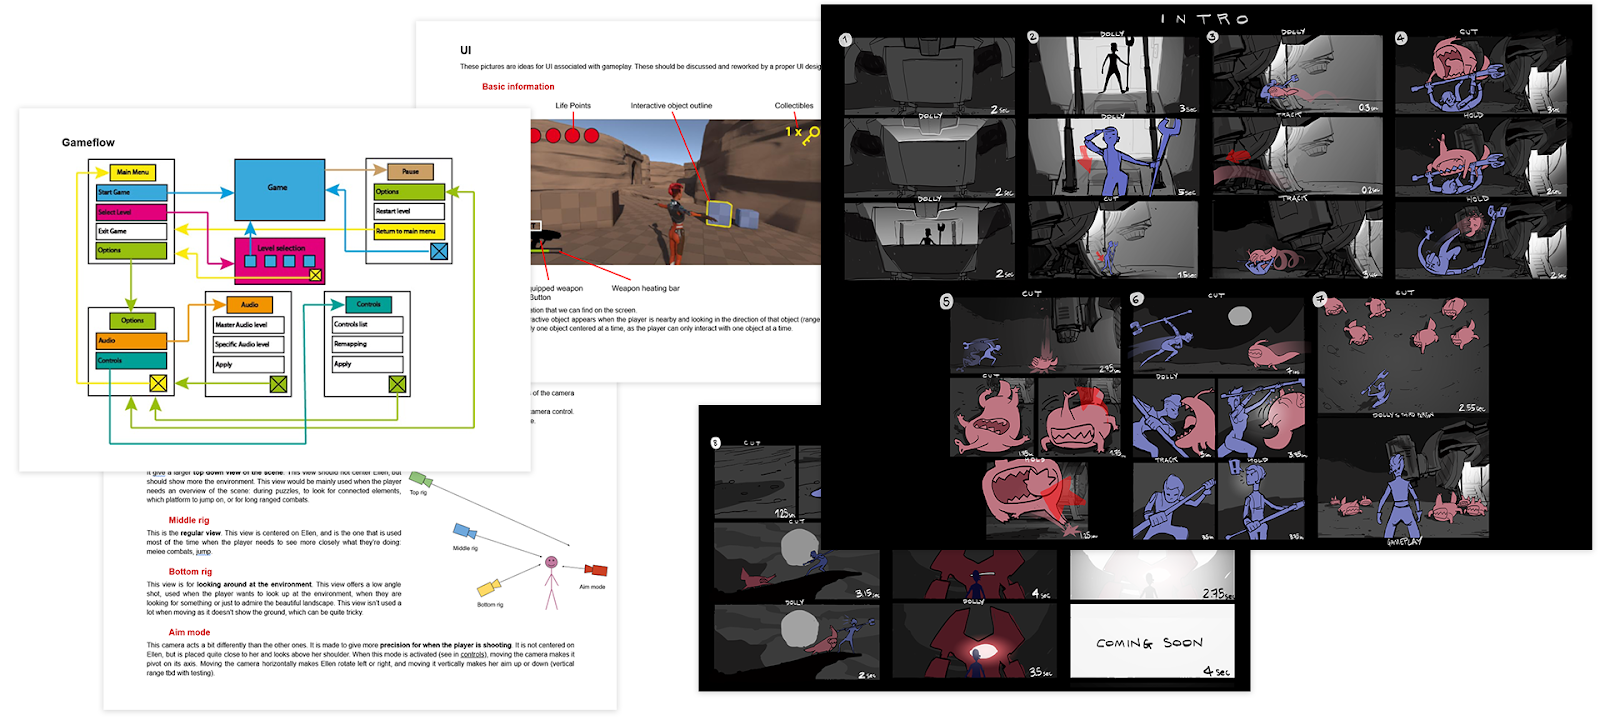 Gameflow
Main Menu
Start Game
Select Level
Exit Game
Options
Game
Level selection
Pause
Options
Restart level
Return to main menu
Options
Audio
Controls
Audio
Master Audio level
Specific Audio level
Apply
Controls
Controls list
Remapping
Apply
UI
These pictures are ideas for UI associated with gameplay. These should be discussed and reworked by a proper UI desig
Basic information
Life Points
Interactive object outline
Collectibles
1 x
quipped weapon
Button
Weapon heating bar
ation that we can find on the screen.
ractive object appears when the player is nearby and looking in the direction of that object (range
ly one object centered at a time, as the player can only interact with one object at a time.
of the camera
amera control.
e.
It give a larger top down view of the scene. This view should not center Ellen, but
should show more the environment. This view would be mainly used when the player
needs an overview of the scene: during puzzles, to look for connected elements,
which platform to jump on, or for long ranged combats.
Middle rig
This is the regular view. This view is centered on Ellen, and is the one that is used
most of the time when the player needs to see more closely what they're doing:
melee combats, jump.
Bottom rig
This view is for looking around at the environment. This view offers a low angle
shot, used when the player wants to look up at the environment, when they are
looking for something or just to admire the beautiful landscape. This view isn't used a
lot when moving as it doesn't show the ground, which can be quite tricky.
Aim mode
This camera acts a bit differently than the other ones. It is made to give more precision for when the player is shooting. It is not centered on
Ellen, but is placed quite close to her and looks above her shoulder. When this mode is activated (see in controls), moving the camera makes it
pivot on its axis. Moving the camera horizontally makes Ellen rotate left or right, and moving it vertically makes her aim up or down (vertical
range tbd with testing).
Top rig
Middle rig
Bottom rig
Aim mode
INTRO
1
2 sec
DOLLY
2 sec
DOLLY
2 sec
2
DOLLY
3 sec
DOLLY
5 sec
CUT
1.5 sec
3
DOLLY
0.3 sec
TRACK
0.2 sec
TRACK
3 sec
4
CUT
3 sec
HOLD
2 sec
HOLD
2 sec
5
CUT
2.75 sec
CUT
HOLD
1.25 sec
6
CUT
DOLLY
TRACK
HOLD
7
CUT
2.55 sec
DOLLY & THIRD PERSON
GAMEPLAY
8
CUT
1.25
CUT
3.15 sec
DOLLY
2 sec
4 sec
DOLLY
3.5 sec
2.75 sec
COMING SOON
4 sec